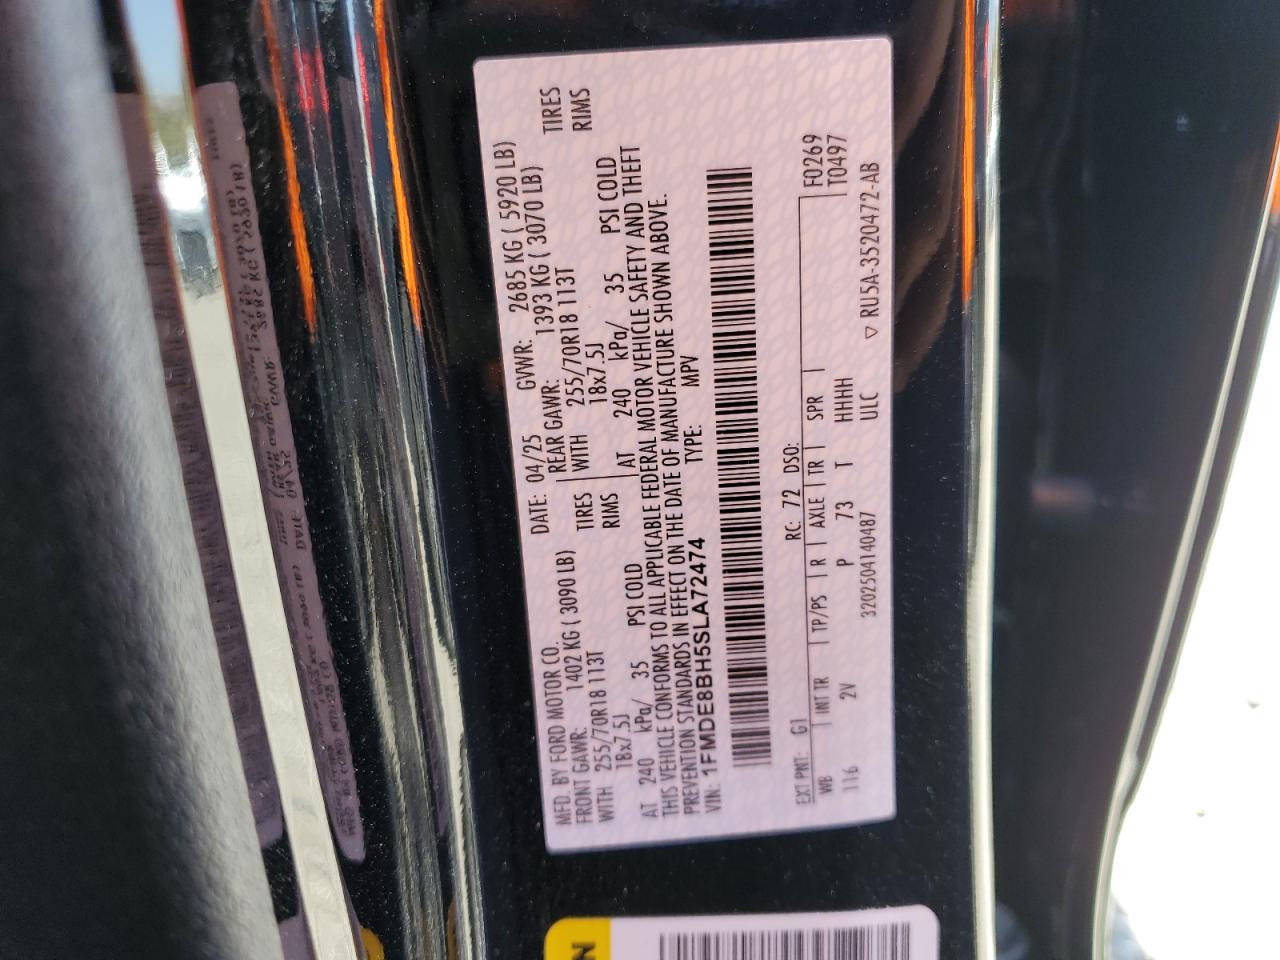 MFD. BY FORD MOTOR CO.
DATE: 04/25 GVWR: 2685 KG ( 5920 LB)
FRONT GAWR: 1402 KG ( 3090 LB) REAR GAWR: 1393 KG ( 3070 LB)
WITH 255/70R18 113T TIRES WITH 255/70R18 113T TIRES
18x7.5J RIMS 18x7.5J RIMS
AT 240 kPa/ 35 PSI COLD AT 240 kPa/ 35 PSI COLD
THIS VEHICLE CONFORMS TO ALL APPLICABLE FEDERAL MOTOR VEHICLE SAFETY AND THEFT
PREVENTION STANDARDS IN EFFECT ON THE DATE OF MANUFACTURE SHOWN ABOVE.
VIN: 1FMDE8BH5SLA72474 TYPE: MPV
EXT PNT: G1 RC: 72 DSO: F0269
WB INT TR TP/PS R AXLE TR SPR T0497
116 2V P 73 T HHHH
320250414​0487 ULC ▽ RU5A-3520472-AB
N